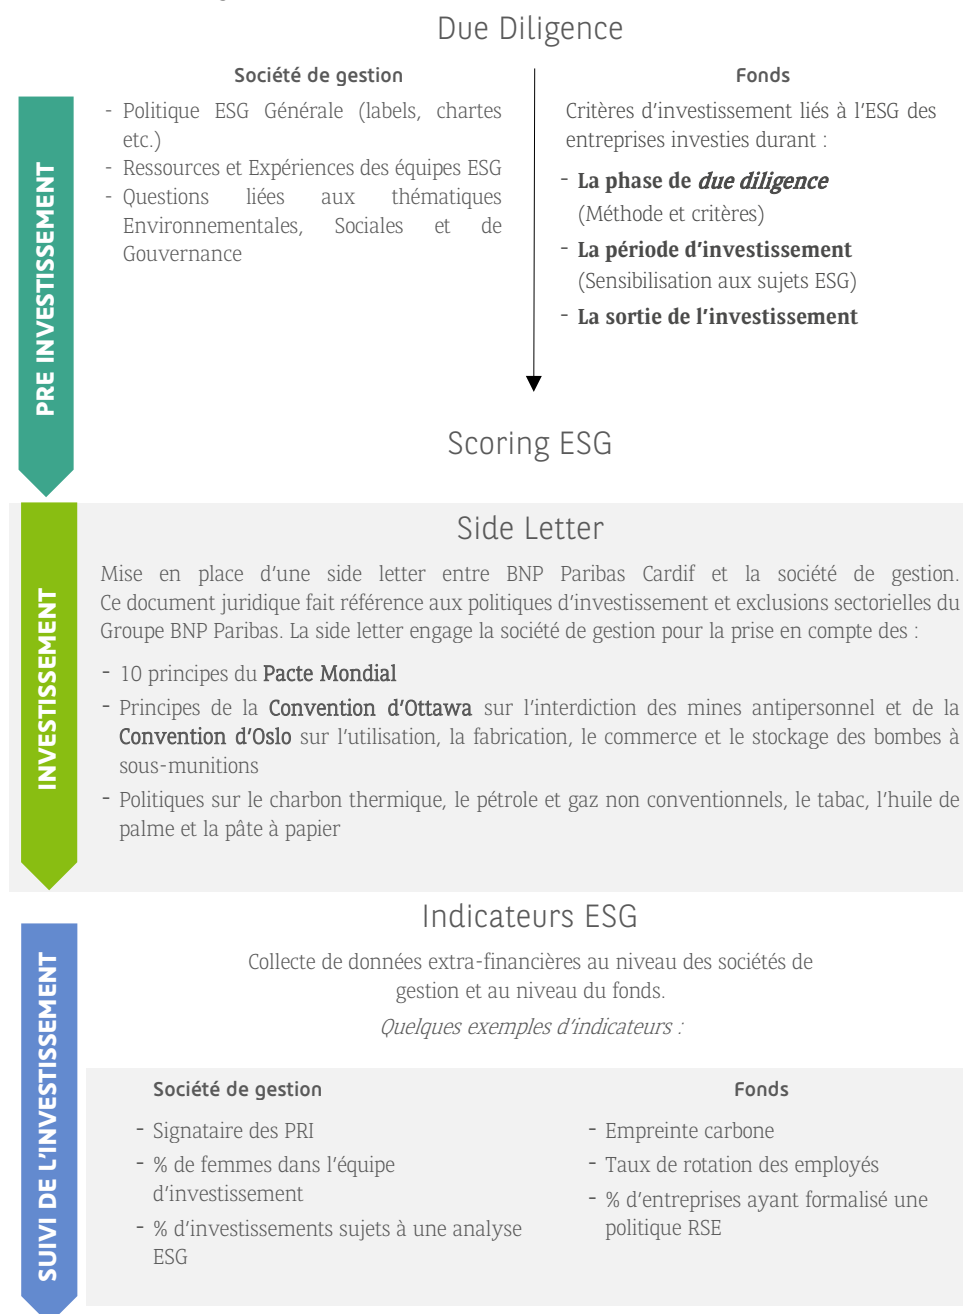 Due Diligence
PRE INVESTISSEMENT
Société de gestion
- Politique ESG Générale (labels, chartes
etc.)
- Ressources et Expériences des équipes ESG
- Questions liées aux thématiques
Environnementales, Sociales et de
Gouvernance
Fonds
Critères d'investissement liés à l'ESG des
entreprises investies durant :
- La phase de due diligence
(Méthode et critères)
- La période d'investissement
(Sensibilisation aux sujets ESG)
- La sortie de l'investissement
Scoring ESG
INVESTISSEMENT
Side Letter
Mise en place d'une side letter entre BNP Paribas Cardif et la société de gestion.
Ce document juridique fait référence aux politiques d'investissement et exclusions sectorielles du
Groupe BNP Paribas. La side letter engage la société de gestion pour la prise en compte des :
- 10 principes du Pacte Mondial
- Principes de la Convention d'Ottawa sur l'interdiction des mines antipersonnel et de la
Convention d'Oslo sur l'utilisation, la fabrication, le commerce et le stockage des bombes à
sous-munitions
- Politiques sur le charbon thermique, le pétrole et gaz non conventionnels, le tabac, l'huile de
palme et la pâte à papier
SUIVI DE L'INVESTISSEMENT
Indicateurs ESG
Collecte de données extra-financières au niveau des sociétés de
gestion et au niveau du fonds.
Quelques exemples d'indicateurs :
Société de gestion
- Signataire des PRI
- % de femmes dans l'équipe
d'investissement
- % d'investissements sujets à une analyse
ESG
Fonds
- Empreinte carbone
- Taux de rotation des employés
- % d'entreprises ayant formalisé une
politique RSE